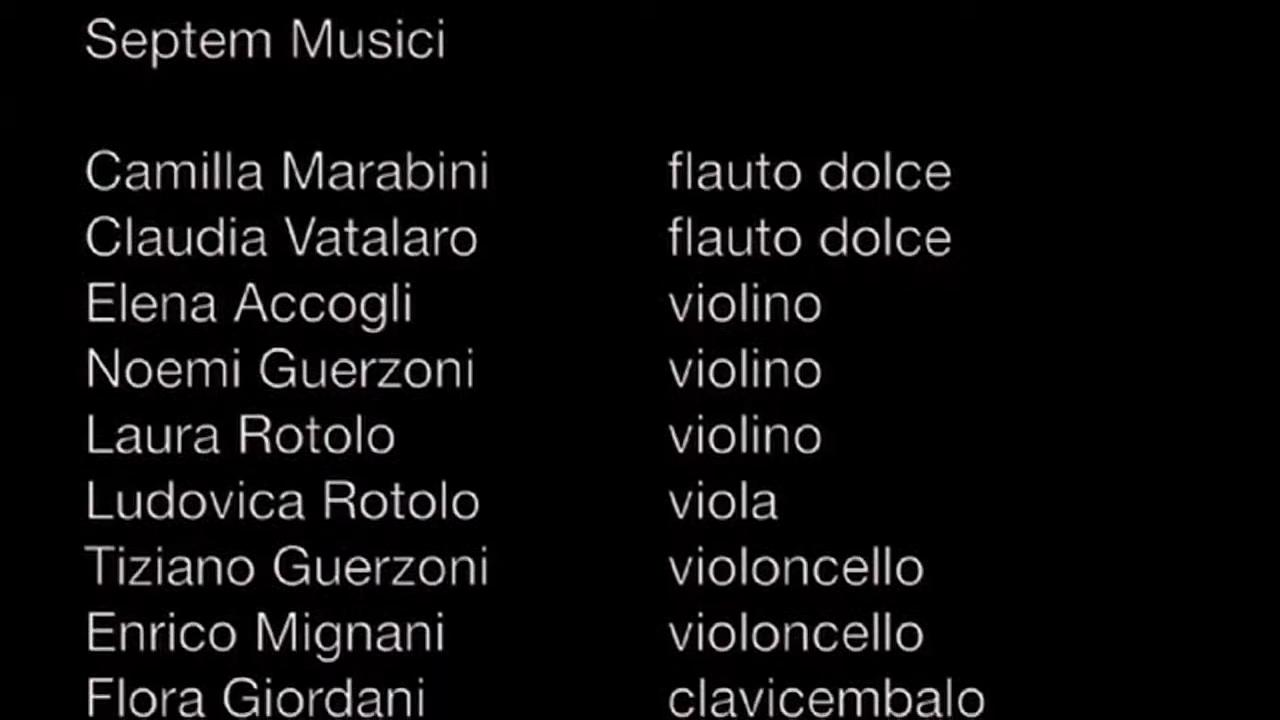 Septem Musici
Camilla Marabini flauto dolce
Claudia Vatalaro flauto dolce
Elena Accogli violino
Noemi Guerzoni violino
Laura Rotolo violino
Ludovica Rotolo viola
Tiziano Guerzoni violoncello
Enrico Mignani violoncello
Flora Giordani clavicembalo